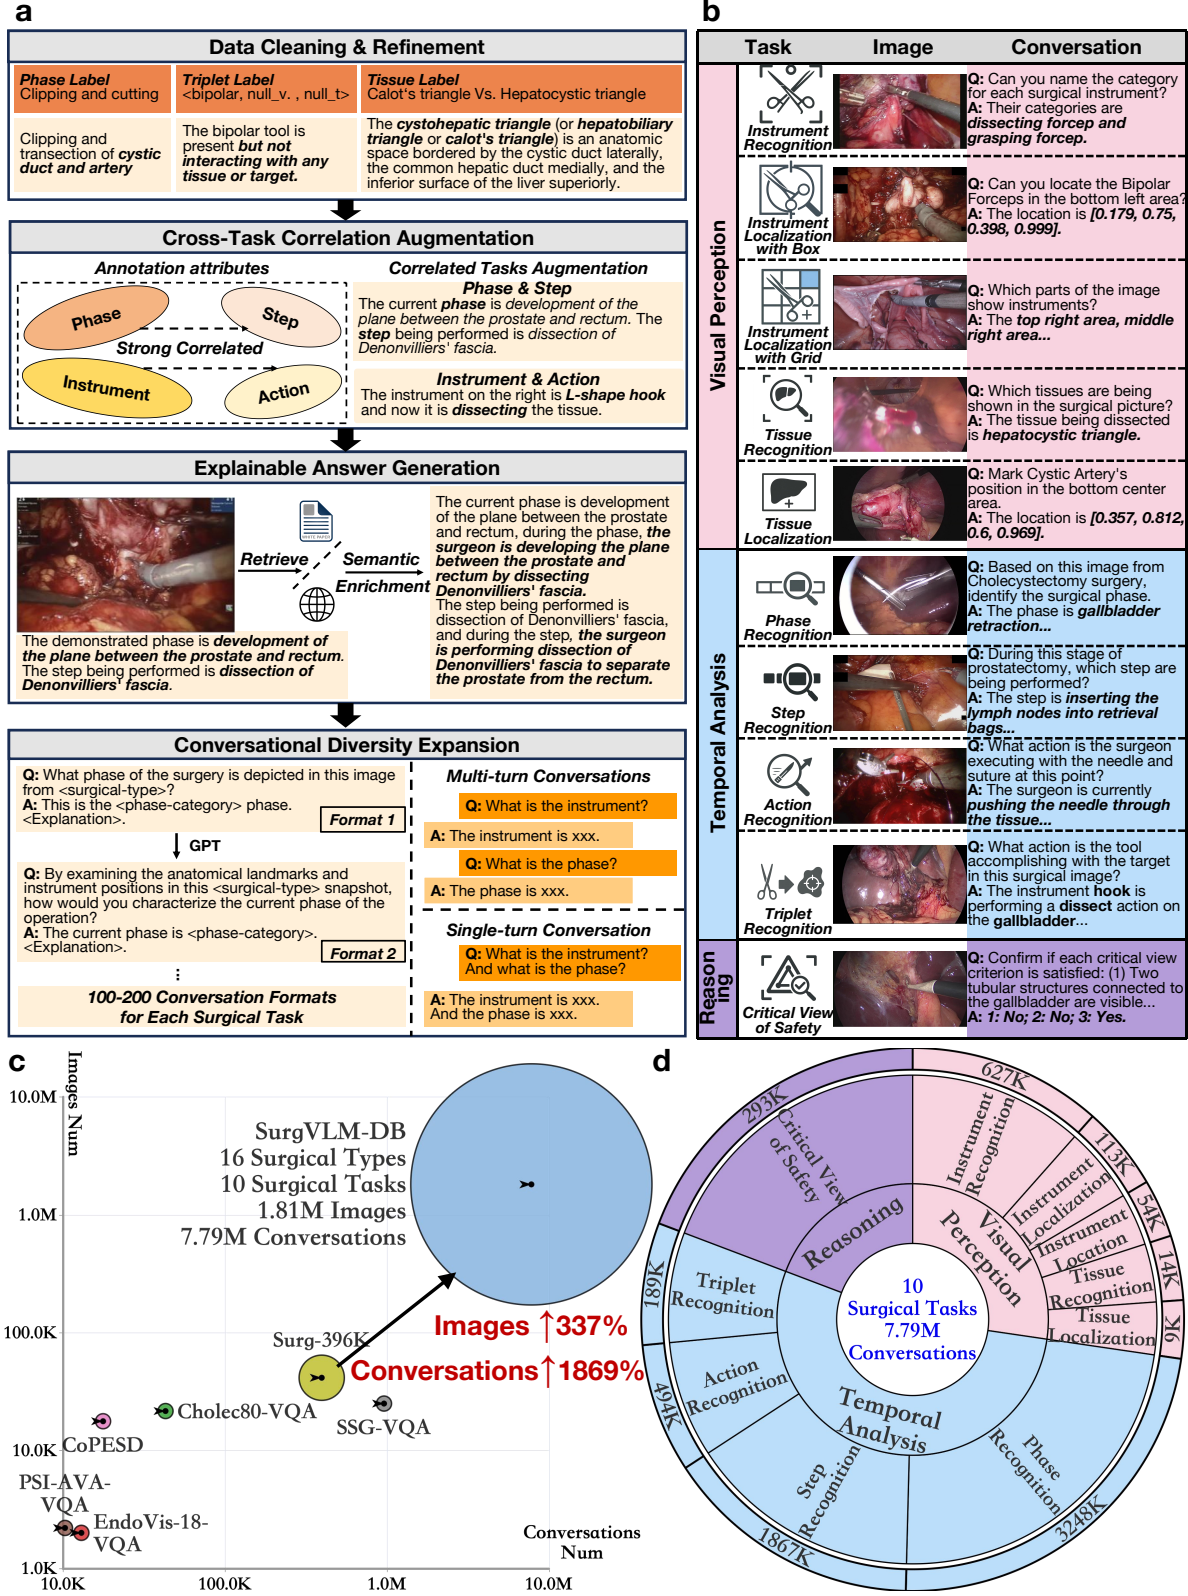 a
Data Cleaning & Refinement
Phase Label
Clipping and cutting
Triplet Label
<bipolar, null_v. , null_t>
Tissue Label
Calot's triangle Vs. Hepatocystic triangle
Clipping and
transection of cystic
duct and artery
The bipolar tool is
present but not
interacting with any
tissue or target.
The cystohepatic triangle (or hepatobiliary
triangle or calot's triangle) is an anatomic
space bordered by the cystic duct laterally,
the common hepatic duct medially, and the
inferior surface of the liver superiorly.
Cross-Task Correlation Augmentation
Annotation attributes
Phase
Step
Strong Correlated
Instrument
Action
Correlated Tasks Augmentation
Phase & Step
The current phase is development of the
plane between the prostate and rectum. The
step being performed is dissection of
Denonvilliers' fascia.
Instrument & Action
The instrument on the right is L-shape hook
and now it is dissecting the tissue.
Explainable Answer Generation
WHITE PAPER
Retrieve
Semantic
Enrichment
The demonstrated phase is development of
the plane between the prostate and rectum.
The step being performed is dissection of
Denonvilliers' fascia.
The current phase is development
of the plane between the prostate
and rectum, during the phase, the
surgeon is developing the plane
between the prostate and
rectum by dissecting
Denonvilliers' fascia.
The step being performed is
dissection of Denonvilliers' fascia,
and during the step, the surgeon
is performing dissection of
Denonvilliers' fascia to separate
the prostate from the rectum.
Conversational Diversity Expansion
Q: What phase of the surgery is depicted in this image
from <surgical-type>?
A: This is the <phase-category> phase.
<Explanation>.
Format 1
GPT
Q: By examining the anatomical landmarks and
instrument positions in this <surgical-type> snapshot,
how would you characterize the current phase of the
operation?
A: The current phase is <phase-category>.
<Explanation>.
Format 2
100-200 Conversation Formats
for Each Surgical Task
Multi-turn Conversations
Q: What is the instrument?
A: The instrument is xxx.
Q: What is the phase?
A: The phase is xxx.
Single-turn Conversation
Q: What is the instrument?
And what is the phase?
A: The instrument is xxx.
And the phase is xxx.
b
Task
Image
Conversation
Visual Perception
Instrument
Recognition
Q: Can you name the category
for each surgical instrument?
A: Their categories are
dissecting forcep and
grasping forcep.
Instrument
Localization
with Box
Q: Can you locate the Bipolar
Forceps in the bottom left area?
A: The location is [0.179, 0.75,
0.398, 0.999].
Instrument
Localization
with Grid
Q: Which parts of the image
show instruments?
A: The top right area, middle
right area...
Tissue
Recognition
Q: Which tissues are being
shown in the surgical picture?
A: The tissue being dissected
is hepatocystic triangle.
Tissue
Localization
Q: Mark Cystic Artery's
position in the bottom center
area.
A: The location is [0.357, 0.812,
0.6, 0.969].
Temporal Analysis
Phase
Recognition
Q: Based on this image from
Cholecystectomy surgery,
identify the surgical phase.
A: The phase is gallbladder
retraction...
Step
Recognition
Q: During this stage of
prostatectomy, which step are
being performed?
A: The step is inserting the
lymph nodes into retrieval
bags...
Action
Recognition
Q: What action is the surgeon
executing with the needle and
suture at this point?
A: The surgeon is currently
pushing the needle through
the tissue...
Triplet
Recognition
Q: What action is the tool
accomplishing with the target
in this surgical image?
A: The instrument hook is
performing a dissect action on
the gallbladder...
Reason
ing
Critical View
of Safety
Q: Confirm if each critical view
criterion is satisfied: (1) Two
tubular structures connected to
the gallbladder are visible...
A: 1: No; 2: No; 3: Yes.
c
Images Num
10.0M
1.0M
100.0K
10.0K
1.0K
10.0K
100.0K
1.0M
10.0M
Conversations
Num
SurgVLM-DB
16 Surgical Types
10 Surgical Tasks
1.81M Images
7.79M Conversations
Images ↑337%
Conversations↑1869%
Surg-396K
Cholec80-VQA
SSG-VQA
CoPESD
PSI-AVA-
VQA
EndoVis-18-
VQA
d
10
Surgical Tasks
7.79M
Conversations
Visual
Perception
Instrument
Recognition
627K
Instrument
Localization
113K
Instrument
Location
54K
Tissue
Recognition
14K
Tissue
Localization
9K
Temporal
Analysis
Phase
Recognition
3248K
Step
Recognition
1867K
Action
Recognition
494K
Triplet
Recognition
189K
Reasoning
Critical View
of Safety
293K